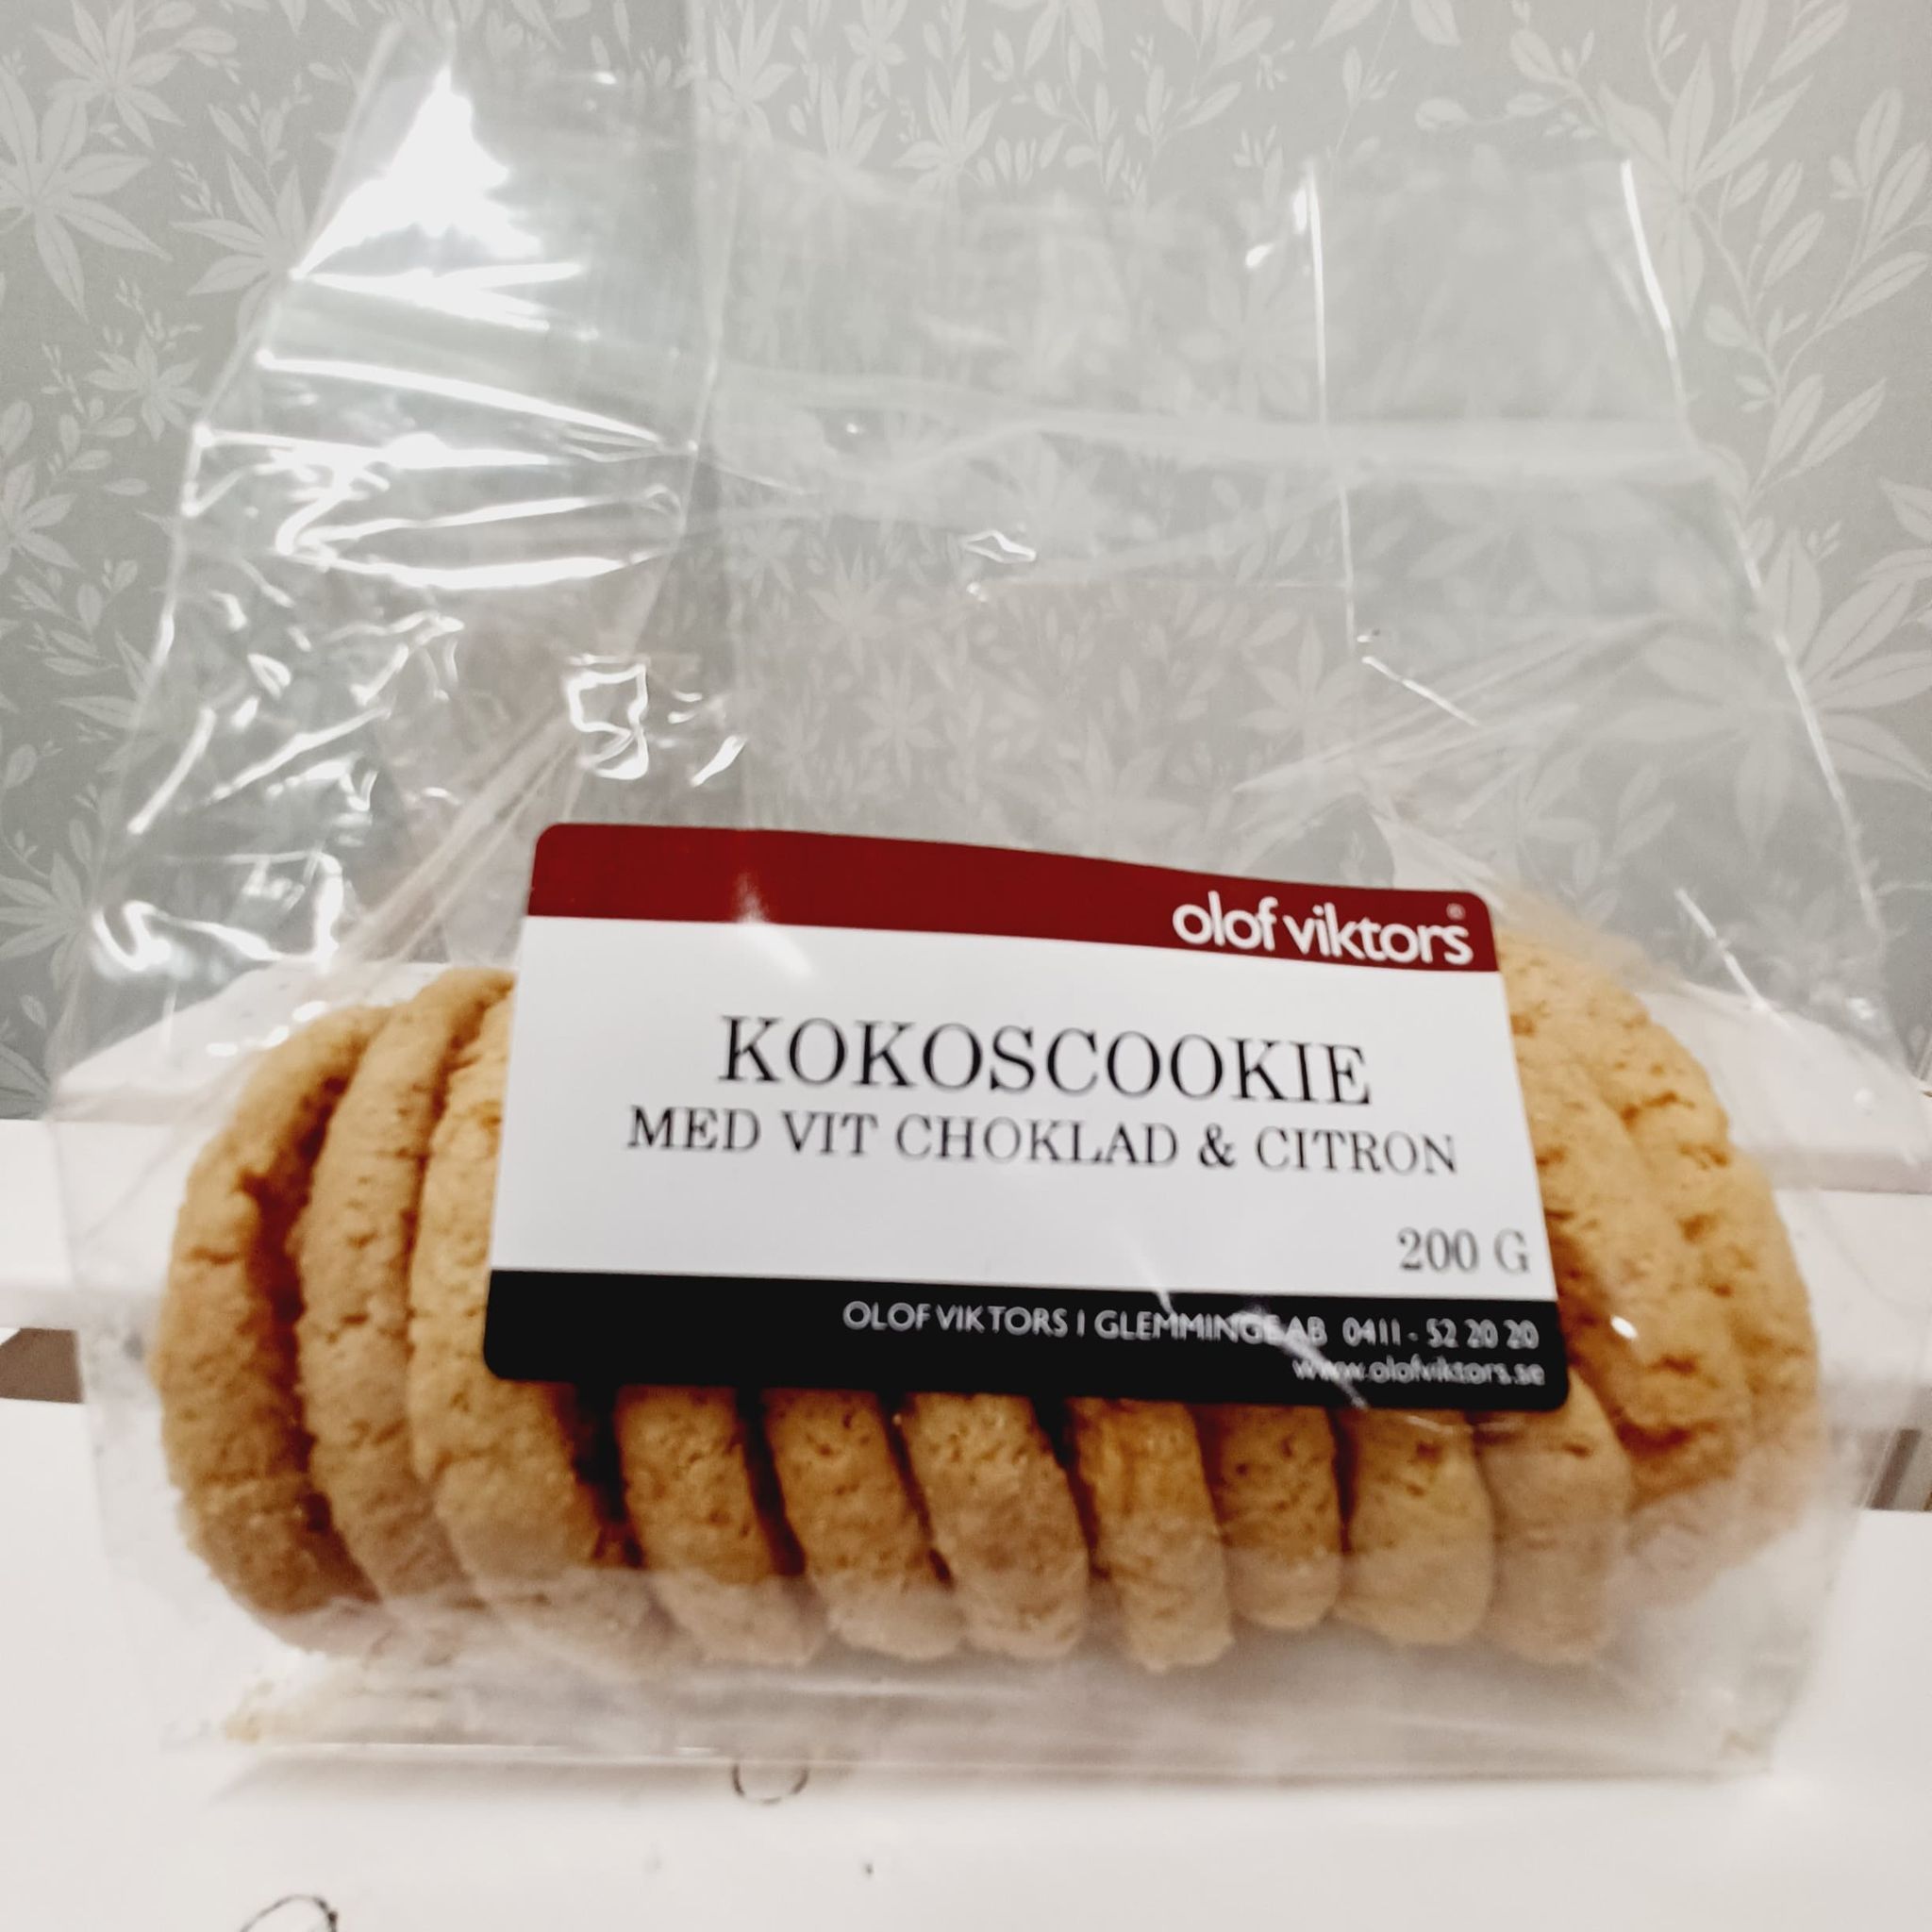 olof viktors®
KOKOSCOOKIE
MED VIT CHOKLAD & CITRON
200 G
OLOF VIKTORS I GLEMMINGE AB 0411 - 52 20 20
www.olofviktors.se